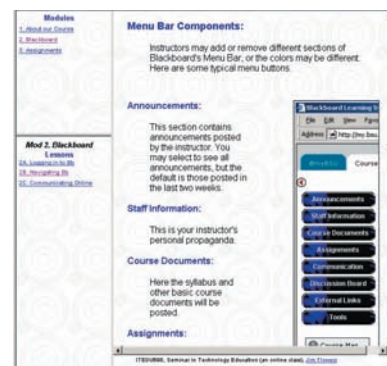 Modules
1. About our Course
2. Blackboard
3. Assignments
Mod 2. Blackboard
Lessons
2A. Logging in to Bb
2B. Navigating Bb
2C. Communicating Online
Menu Bar Components:
Instructors may add or remove different sections of
Blackboard's Menu Bar, or the colors may be different.
Here are some typical menu buttons.
Announcements:
This section contains
announcements posted
by the instructor. You
may select to see all
announcements, but the
default is those posted in
the last two weeks.
Staff Information:
This is your instructor's
personal propaganda.
Course Documents:
Here the syllabus and
other basic course
documents will be
posted.
Assignments:
Blackboard Learning
File Edit View
Address http://my.bsu.
Course
Announcements
Staff Information
Course Documents
Assignments
Communication
Discussion Board
External Links
Tools
Course Map
Seminar in Technology Education (an online class), Jim Flowers